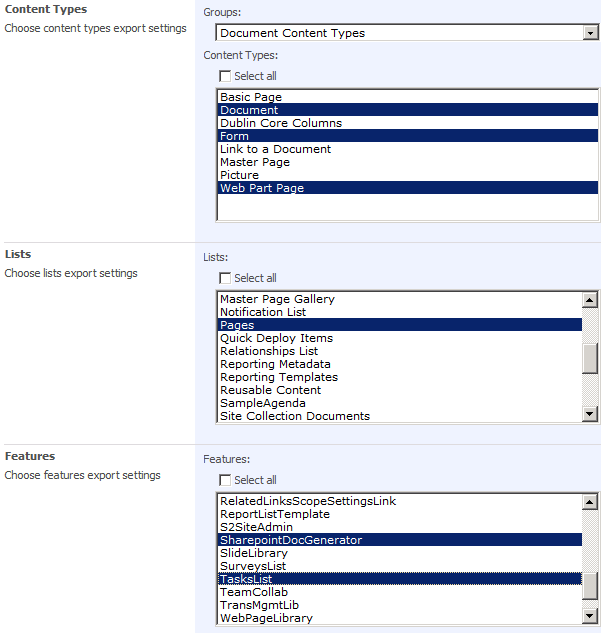 Content Types
Choose content types export settings
Groups:
Document Content Types
Content Types:
Select all
Basic Page
Document
Dublin Core Columns
Form
Link to a Document
Master Page
Picture
Web Part Page
Lists
Choose lists export settings
Lists:
Select all
Master Page Gallery
Notification List
Pages
Quick Deploy Items
Relationships List
Reporting Metadata
Reporting Templates
Reusable Content
SampleAgenda
Site Collection Documents
Features
Choose features export settings
Features:
Select all
RelatedLinksScopeSettingsLink
ReportListTemplate
S2SiteAdmin
SharepointDocGenerator
SlideLibrary
SurveysList
TasksList
TeamCollab
TransMgmtLib
WebPageLibrary